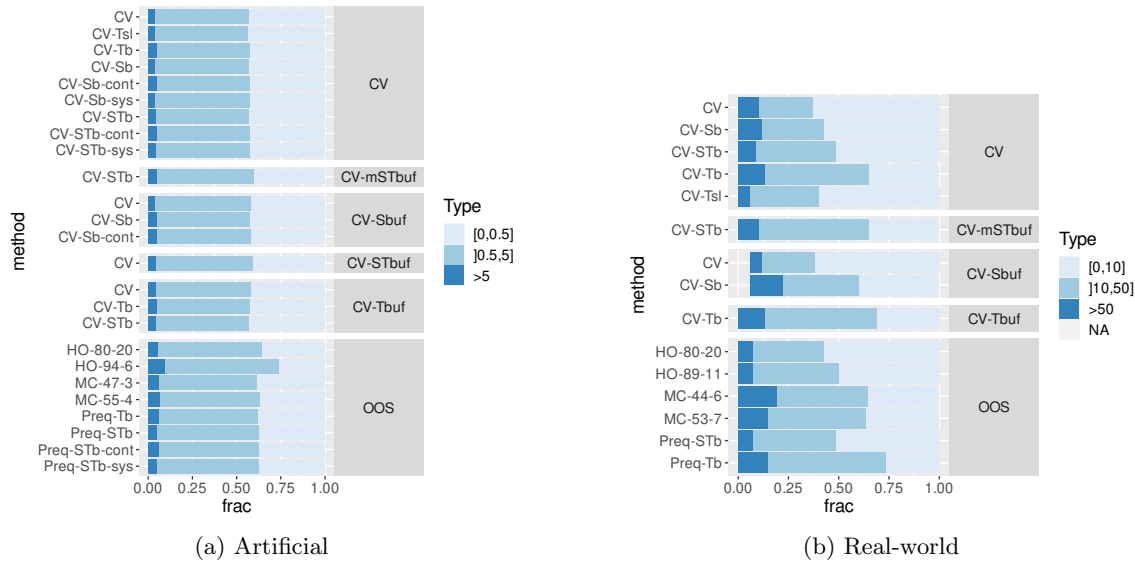 method
CV
CV-Tsl
CV-Tb
CV-Sb
CV-Sb-cont
CV-Sb-sys
CV-STb
CV-STb-cont
CV-STb-sys
CV
CV-STb
CV-mSTbuf
CV
CV-Sb
CV-Sb-cont
CV-Sbuf
CV
CV-STbuf
CV
CV-Tb
CV-STb
CV-Tbuf
HO-80-20
HO-94-6
MC-47-3
MC-55-4
Preq-Tb
Preq-STb
Preq-STb-cont
Preq-STb-sys
OOS
0.00 0.25 0.50 0.75 1.00
frac
Type
[0,0.5]
]0.5,5]
>5
(a) Artificial
method
CV
CV-Sb
CV-STb
CV-Tb
CV-Tsl
CV
CV-STb
CV-mSTbuf
CV
CV-Sb
CV-Sbuf
CV-Tb
CV-Tbuf
HO-80-20
HO-89-11
MC-44-6
MC-53-7
Preq-STb
Preq-Tb
OOS
0.00 0.25 0.50 0.75 1.00
frac
Type
[0,10]
]10,50]
>50
NA
(b) Real-world